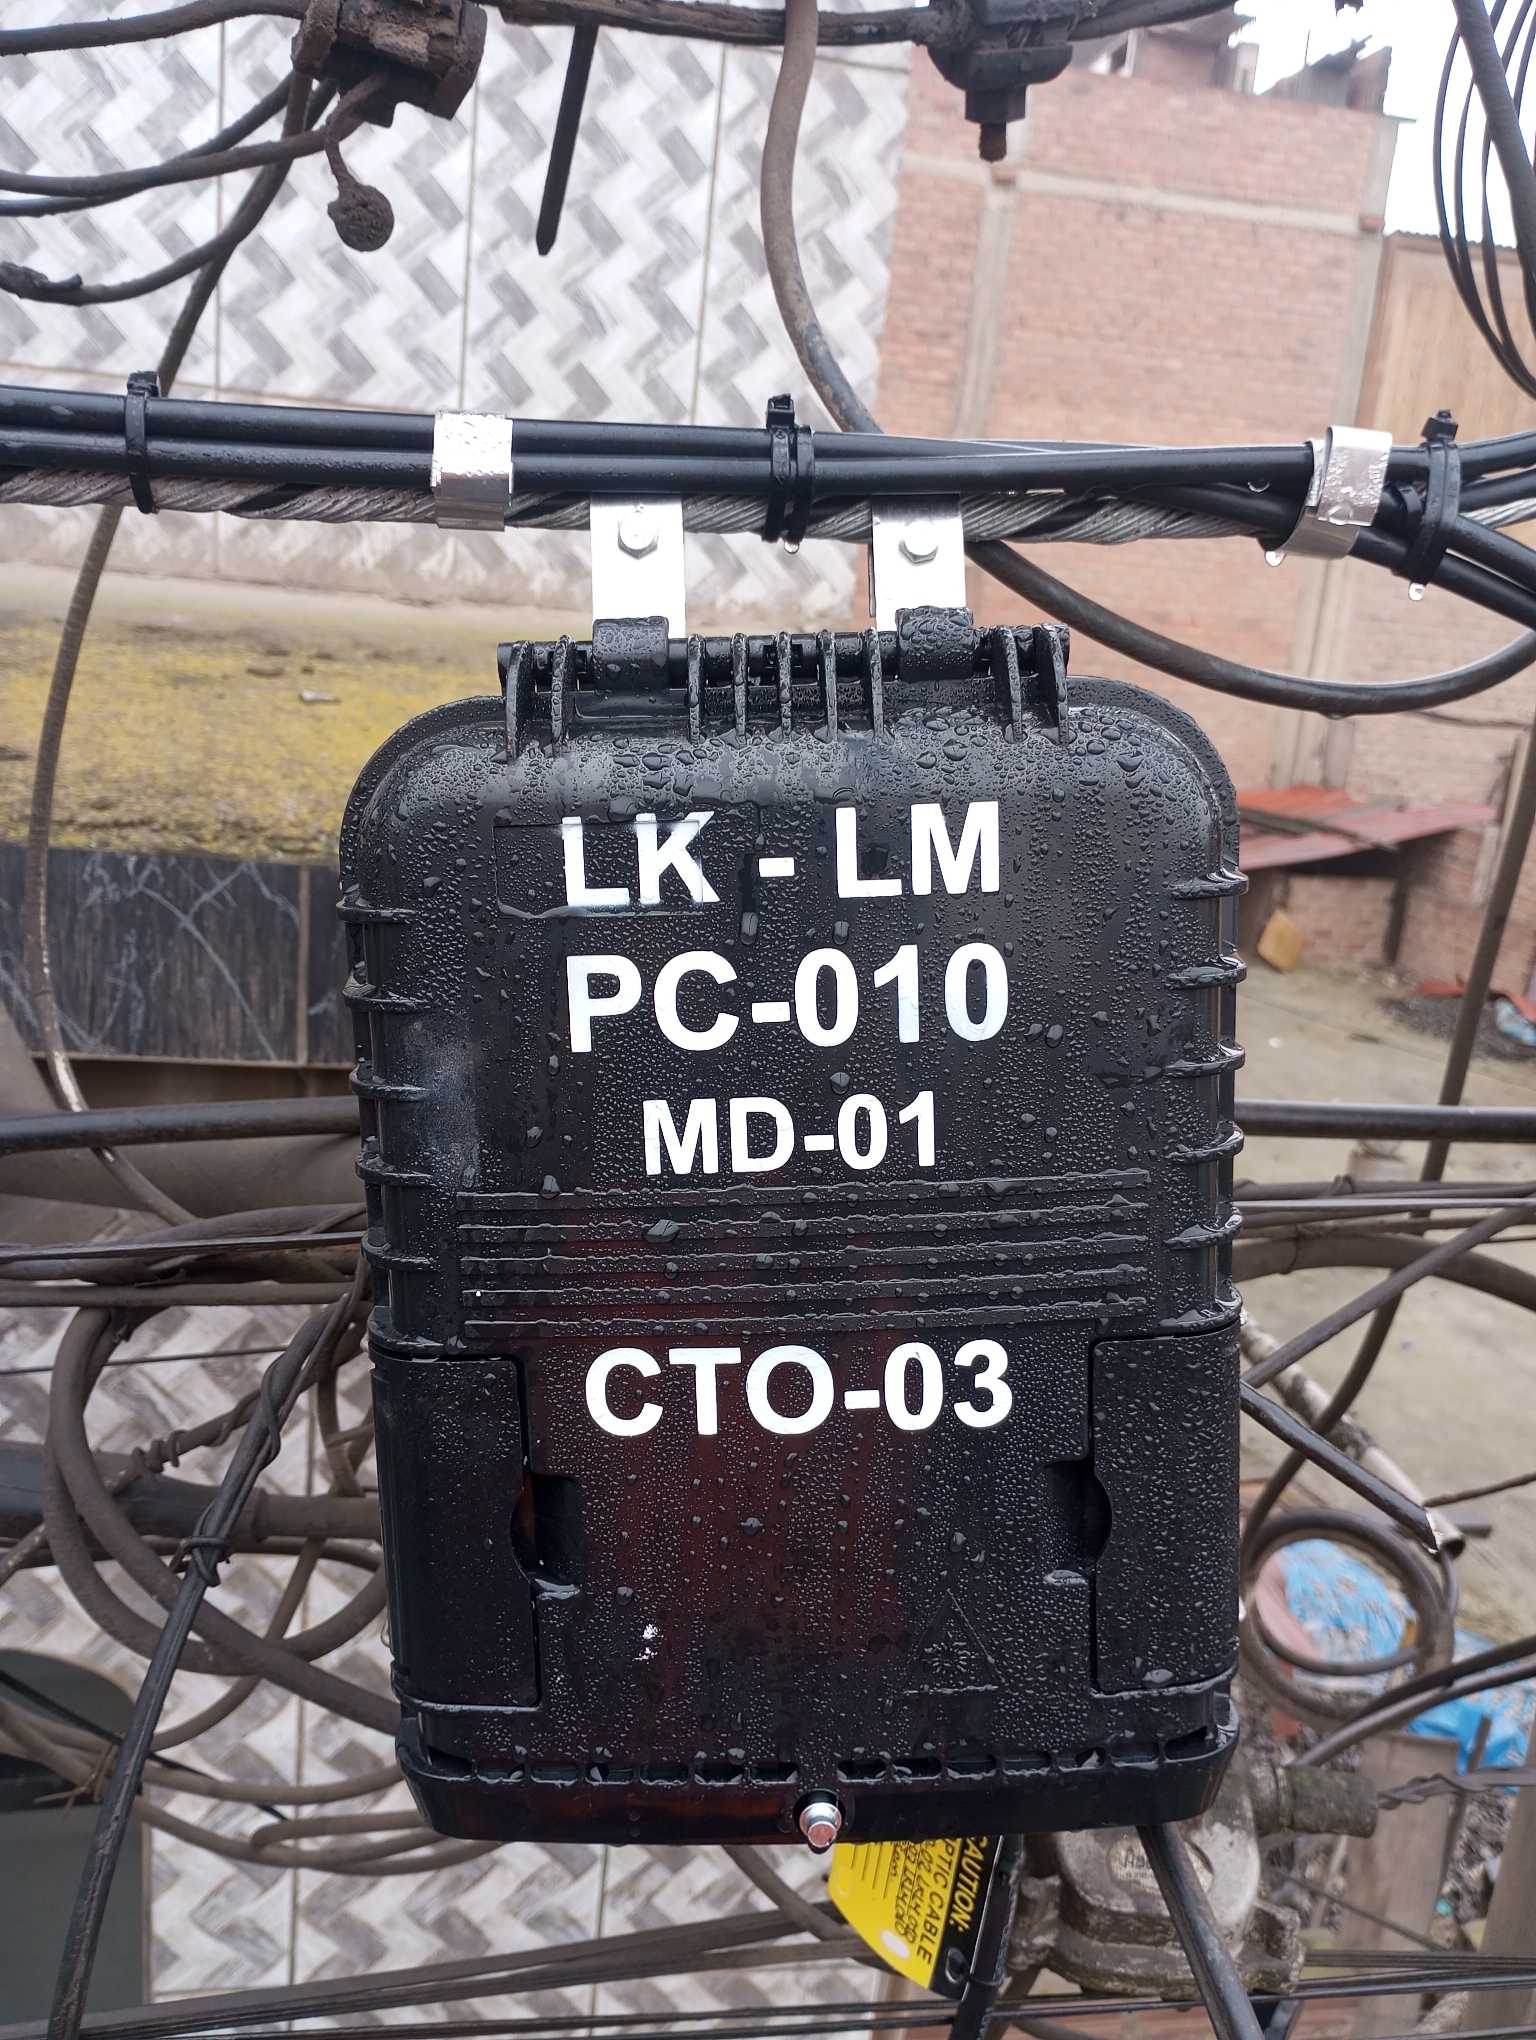 LK - LM
PC-010
MD-01
CTO-03
CAUTION:
OPTIC CABLE